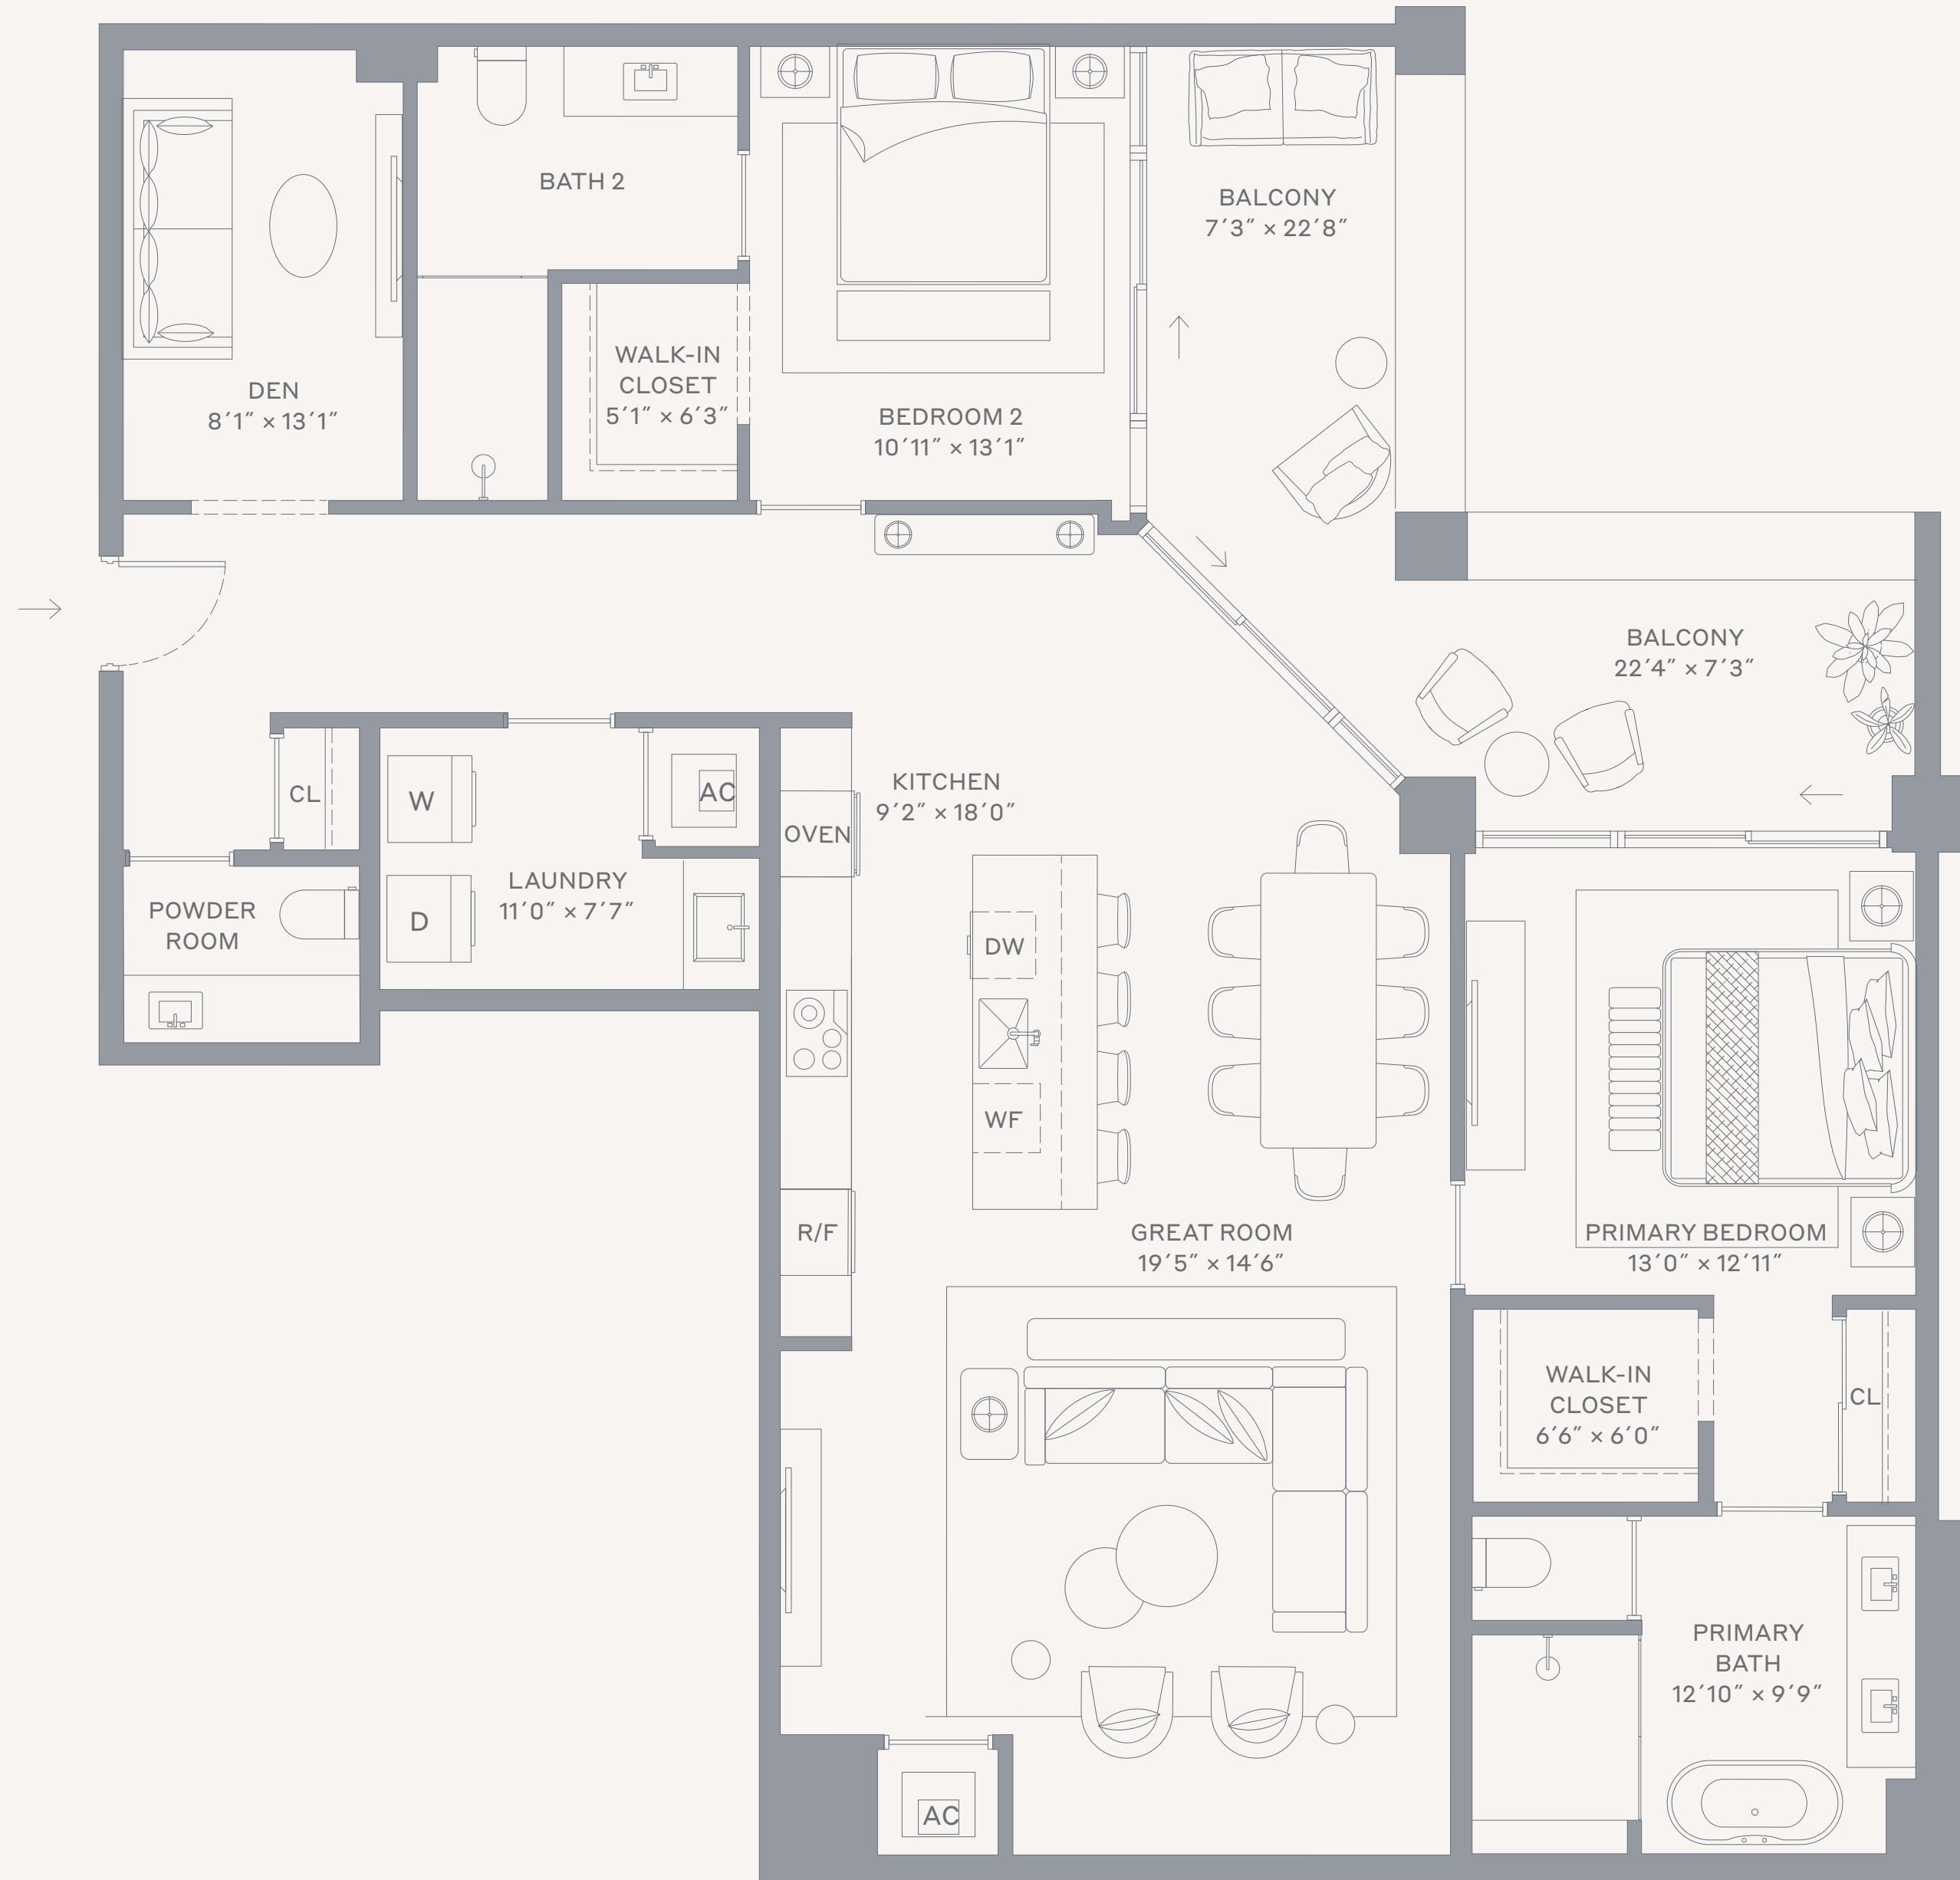 BATH 2
BALCONY
7′3″ × 22′8″
DEN
8′1″ × 13′1″
WALK-IN
CLOSET
5′1″ × 6′3″
BEDROOM 2
10′11″ × 13′1″
BALCONY
22′4″ × 7′3″
CL
W
AC
KITCHEN
9′2″ × 18′0″
OVEN
POWDER
ROOM
D
LAUNDRY
11′0″ × 7′7″
DW
WF
R/F
GREAT ROOM
19′5″ × 14′6″
PRIMARY BEDROOM
13′0″ × 12′11″
WALK-IN
CLOSET
6′6″ × 6′0″
CL
PRIMARY
BATH
12′10″ × 9′9″
AC